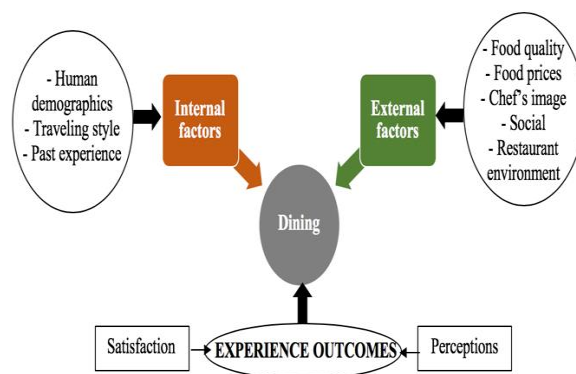 - Human
demographics
- Traveling style
- Past experience
Internal
factors
External
factors
- Food quality
- Food prices
- Chef's image
- Social
- Restaurant
environment
Dining
Satisfaction
EXPERIENCE OUTCOMES
Perceptions